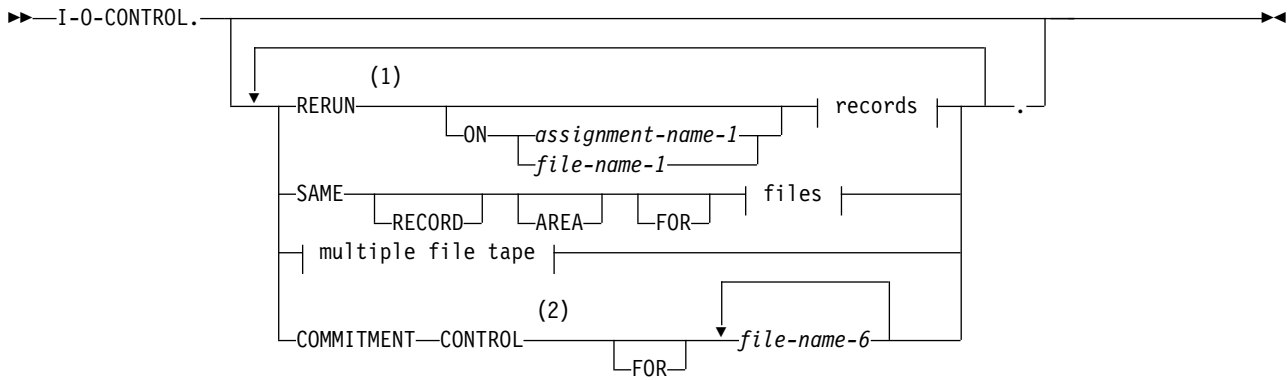 I-O-CONTROL.
(1)
RERUN records .
ON assignment-name-1
file-name-1
SAME files
RECORD AREA FOR
multiple file tape
(2)
COMMITMENT CONTROL file-name-6
FOR